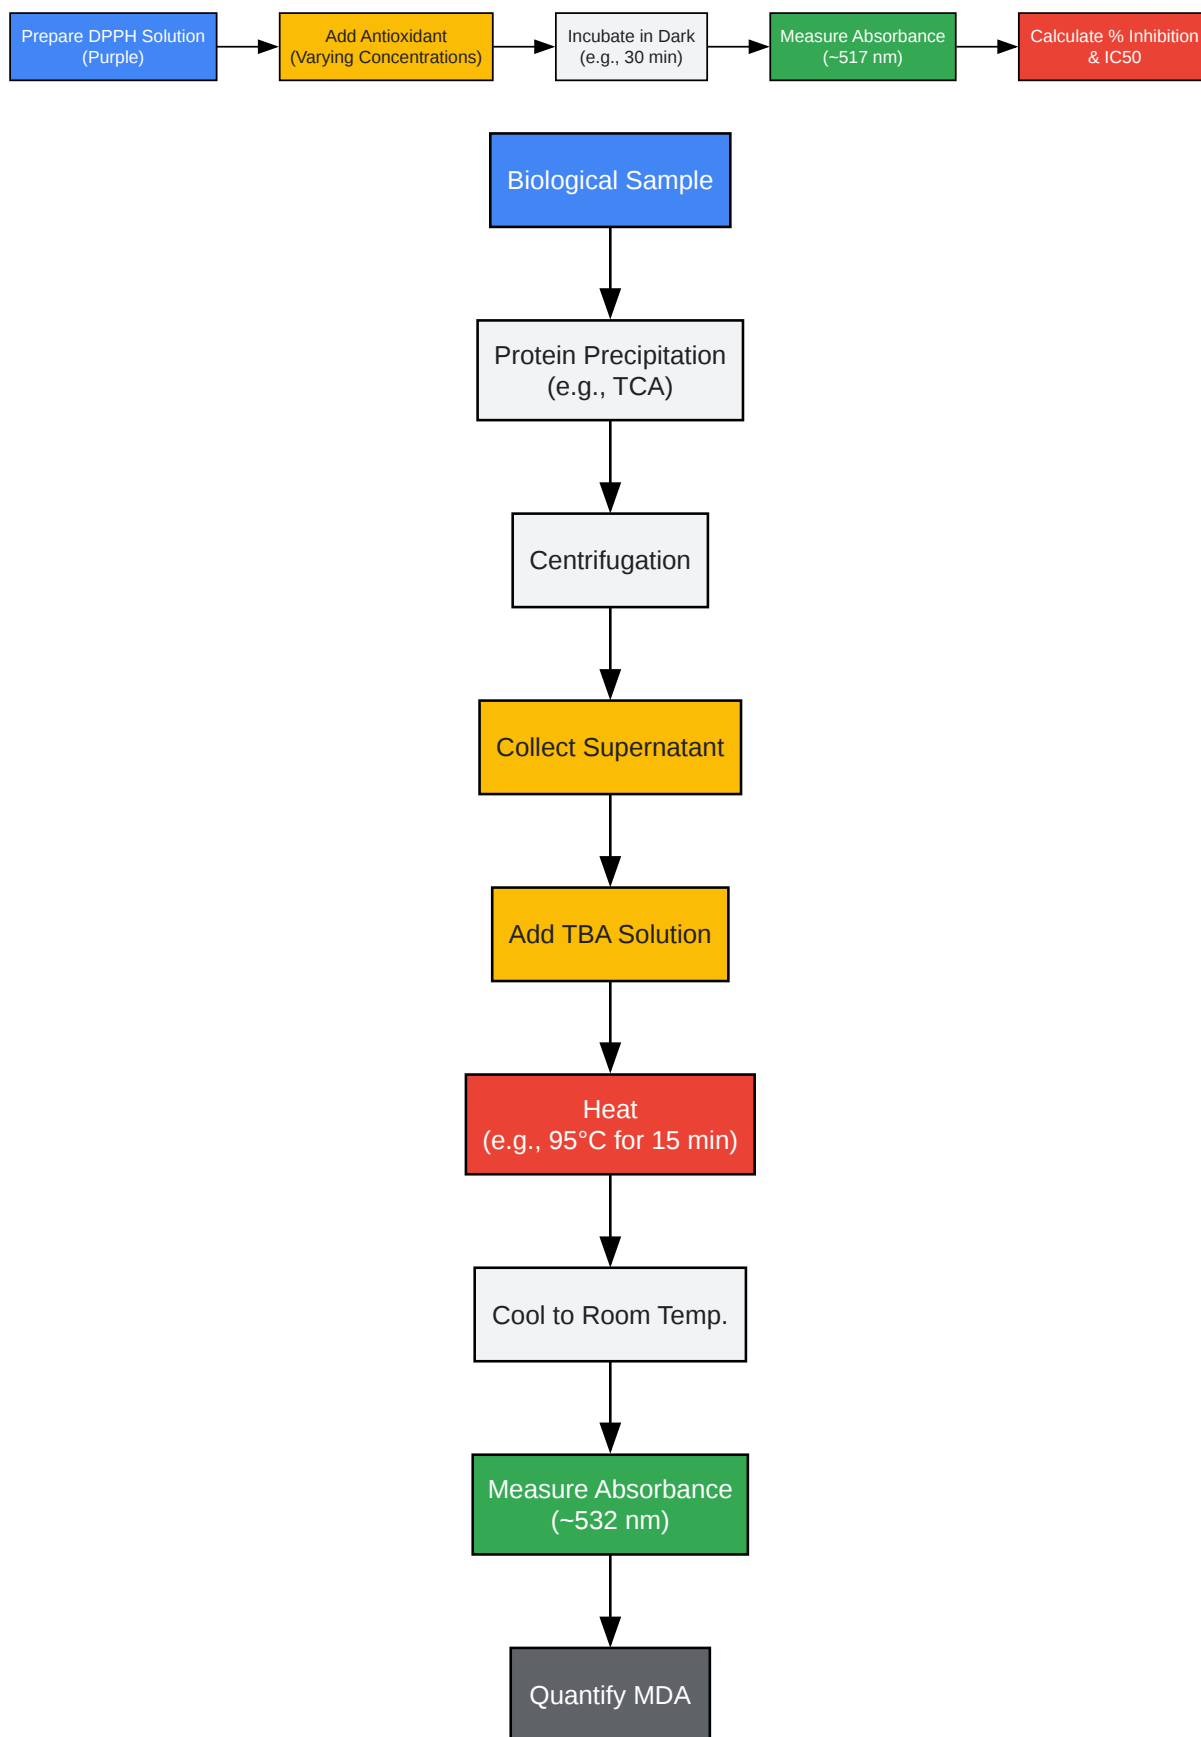 Prepare DPPH Solution
(Purple)
Add Antioxidant
(Varying Concentrations)
Incubate in Dark
(e.g., 30 min)
Measure Absorbance
(~517 nm)
Calculate % Inhibition
& IC50
Biological Sample
Protein Precipitation
(e.g., TCA)
Centrifugation
Collect Supernatant
Add TBA Solution
Heat
(e.g., 95°C for 15 min)
Cool to Room Temp.
Measure Absorbance
(~532 nm)
Quantify MDA